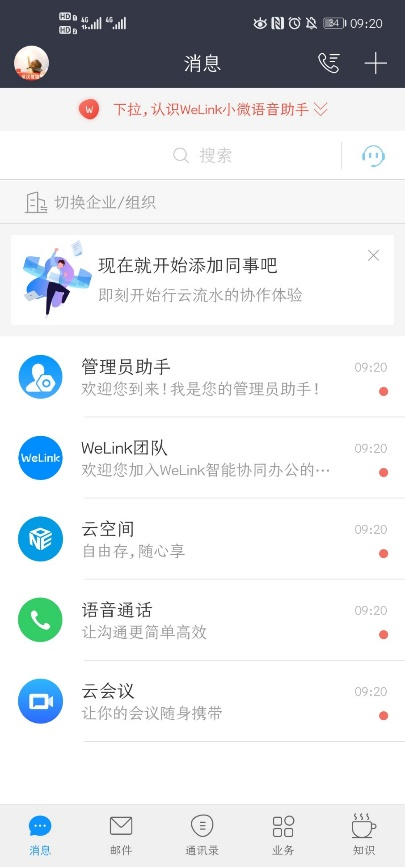 HD 1 4G 4G 84 09:20
HD 2
消息
下拉,认识WeLink小微语音助手
搜索
切换企业/组织
现在就开始添加同事吧
即刻开始行云流水的协作体验
管理员助手 09:20
欢迎您到来!我是您的管理员助手!
WeLink
WeLink团队 09:20
欢迎您加入WeLink智能协同办公的…
云空间 09:20
自由存,随心享
语音通话 09:20
让沟通更简单高效
云会议 09:20
让你的会议随身携带
消息 邮件 通讯录 业务 知识